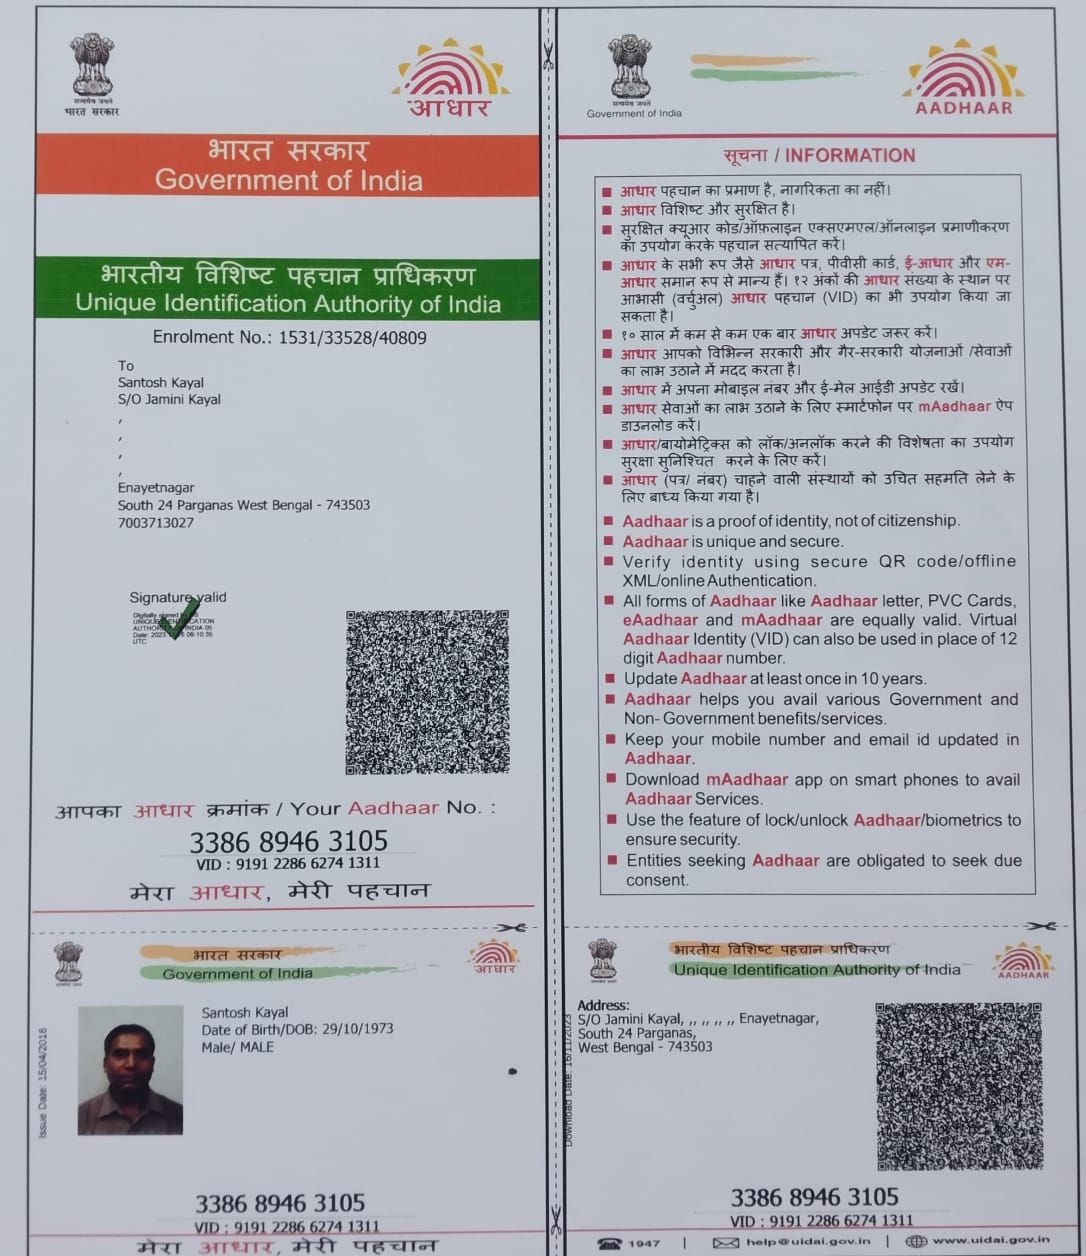 सत्यमेव जयते
भारत सरकार
आधार
भारत सरकार
Government of India
भारतीय विशिष्ट पहचान प्राधिकरण
Unique Identification Authority of India
Enrolment No.: 1531/33528/40809
To
Santosh Kayal
S/O Jamini Kayal
,
,
,
,
Enayetnagar
South 24 Parganas West Bengal - 743503
7003713027
Signature valid
Digitally signed by
UTC
आपका आधार क्रमांक / Your Aadhaar No. :
3386 8946 3105
VID : 9191 2286 6274 1311
मेरा आधार, मेरी पहचान
सत्यमेव जयते
Government of India
AADHAAR
सूचना / INFORMATION
आधार पहचान का प्रमाण है, नागरिकता का नहीं।
आधार विशिष्ट और सुरक्षित है।
सुरक्षित क्यूआर कोड/ऑफ़लाइन एक्सएमएल/ऑनलाइन प्रमाणीकरण
का उपयोग करके पहचान सत्यापित करें।
आधार के सभी रूप जैसे आधार पत्र, पीवीसी कार्ड, ई-आधार और एम-
आधार समान रूप से मान्य हैं। १२ अंकों की आधार संख्या के स्थान पर
आभासी (वर्चुअल) आधार पहचान (VID) का भी उपयोग किया जा
सकता है।
१० साल में कम से कम एक बार आधार अपडेट जरूर करें।
आधार आपको विभिन्न सरकारी और गैर-सरकारी योजनाओं /सेवाओं
का लाभ उठाने में मदद करता है।
आधार में अपना मोबाइल नंबर और ई-मेल आईडी अपडेट रखें।
आधार सेवाओं का लाभ उठाने के लिए स्मार्टफोन पर mAadhaar ऐप
डाउनलोड करें।
आधार/बायोमेट्रिक्स को लॉक/अनलॉक करने की विशेषता का उपयोग
सुरक्षा सुनिश्चित करने के लिए करें।
आधार (पत्र/ नंबर) चाहने वाली संस्थायों को उचित सहमति लेने के
लिए बाध्य किया गया है।
Aadhaar is a proof of identity, not of citizenship.
Aadhaar is unique and secure.
Verify identity using secure QR code/offline
XML/online Authentication.
All forms of Aadhaar like Aadhaar letter, PVC Cards,
eAadhaar and mAadhaar are equally valid. Virtual
Aadhaar Identity (VID) can also be used in place of 12
digit Aadhaar number.
Update Aadhaar at least once in 10 years.
Aadhaar helps you avail various Government and
Non- Government benefits/services.
Keep your mobile number and email id updated in
Aadhaar.
Download mAadhaar app on smart phones to avail
Aadhaar Services.
Use the feature of lock/unlock Aadhaar/biometrics to
ensure security.
Entities seeking Aadhaar are obligated to seek due
consent.
भारत सरकार
Government of India
आधार
Issue Date: 15/04/2016
Santosh Kayal
Date of Birth/DOB: 29/10/1973
Male/ MALE
3386 8946 3105
VID : 9191 2286 6274 1311
मेरा आधार, मेरी पहचान
भारतीय विशिष्ट पहचान प्राधिकरण
Unique Identification Authority of India
AADHAAR
Download Date: 16/11/2023
Address:
S/O Jamini Kayal, ,, ,, ,, ,, Enayetnagar,
South 24 Parganas,
West Bengal - 743503
3386 8946 3105
VID : 9191 2286 6274 1311
1947 | help@uidai.gov.in | www.uidai.gov.in